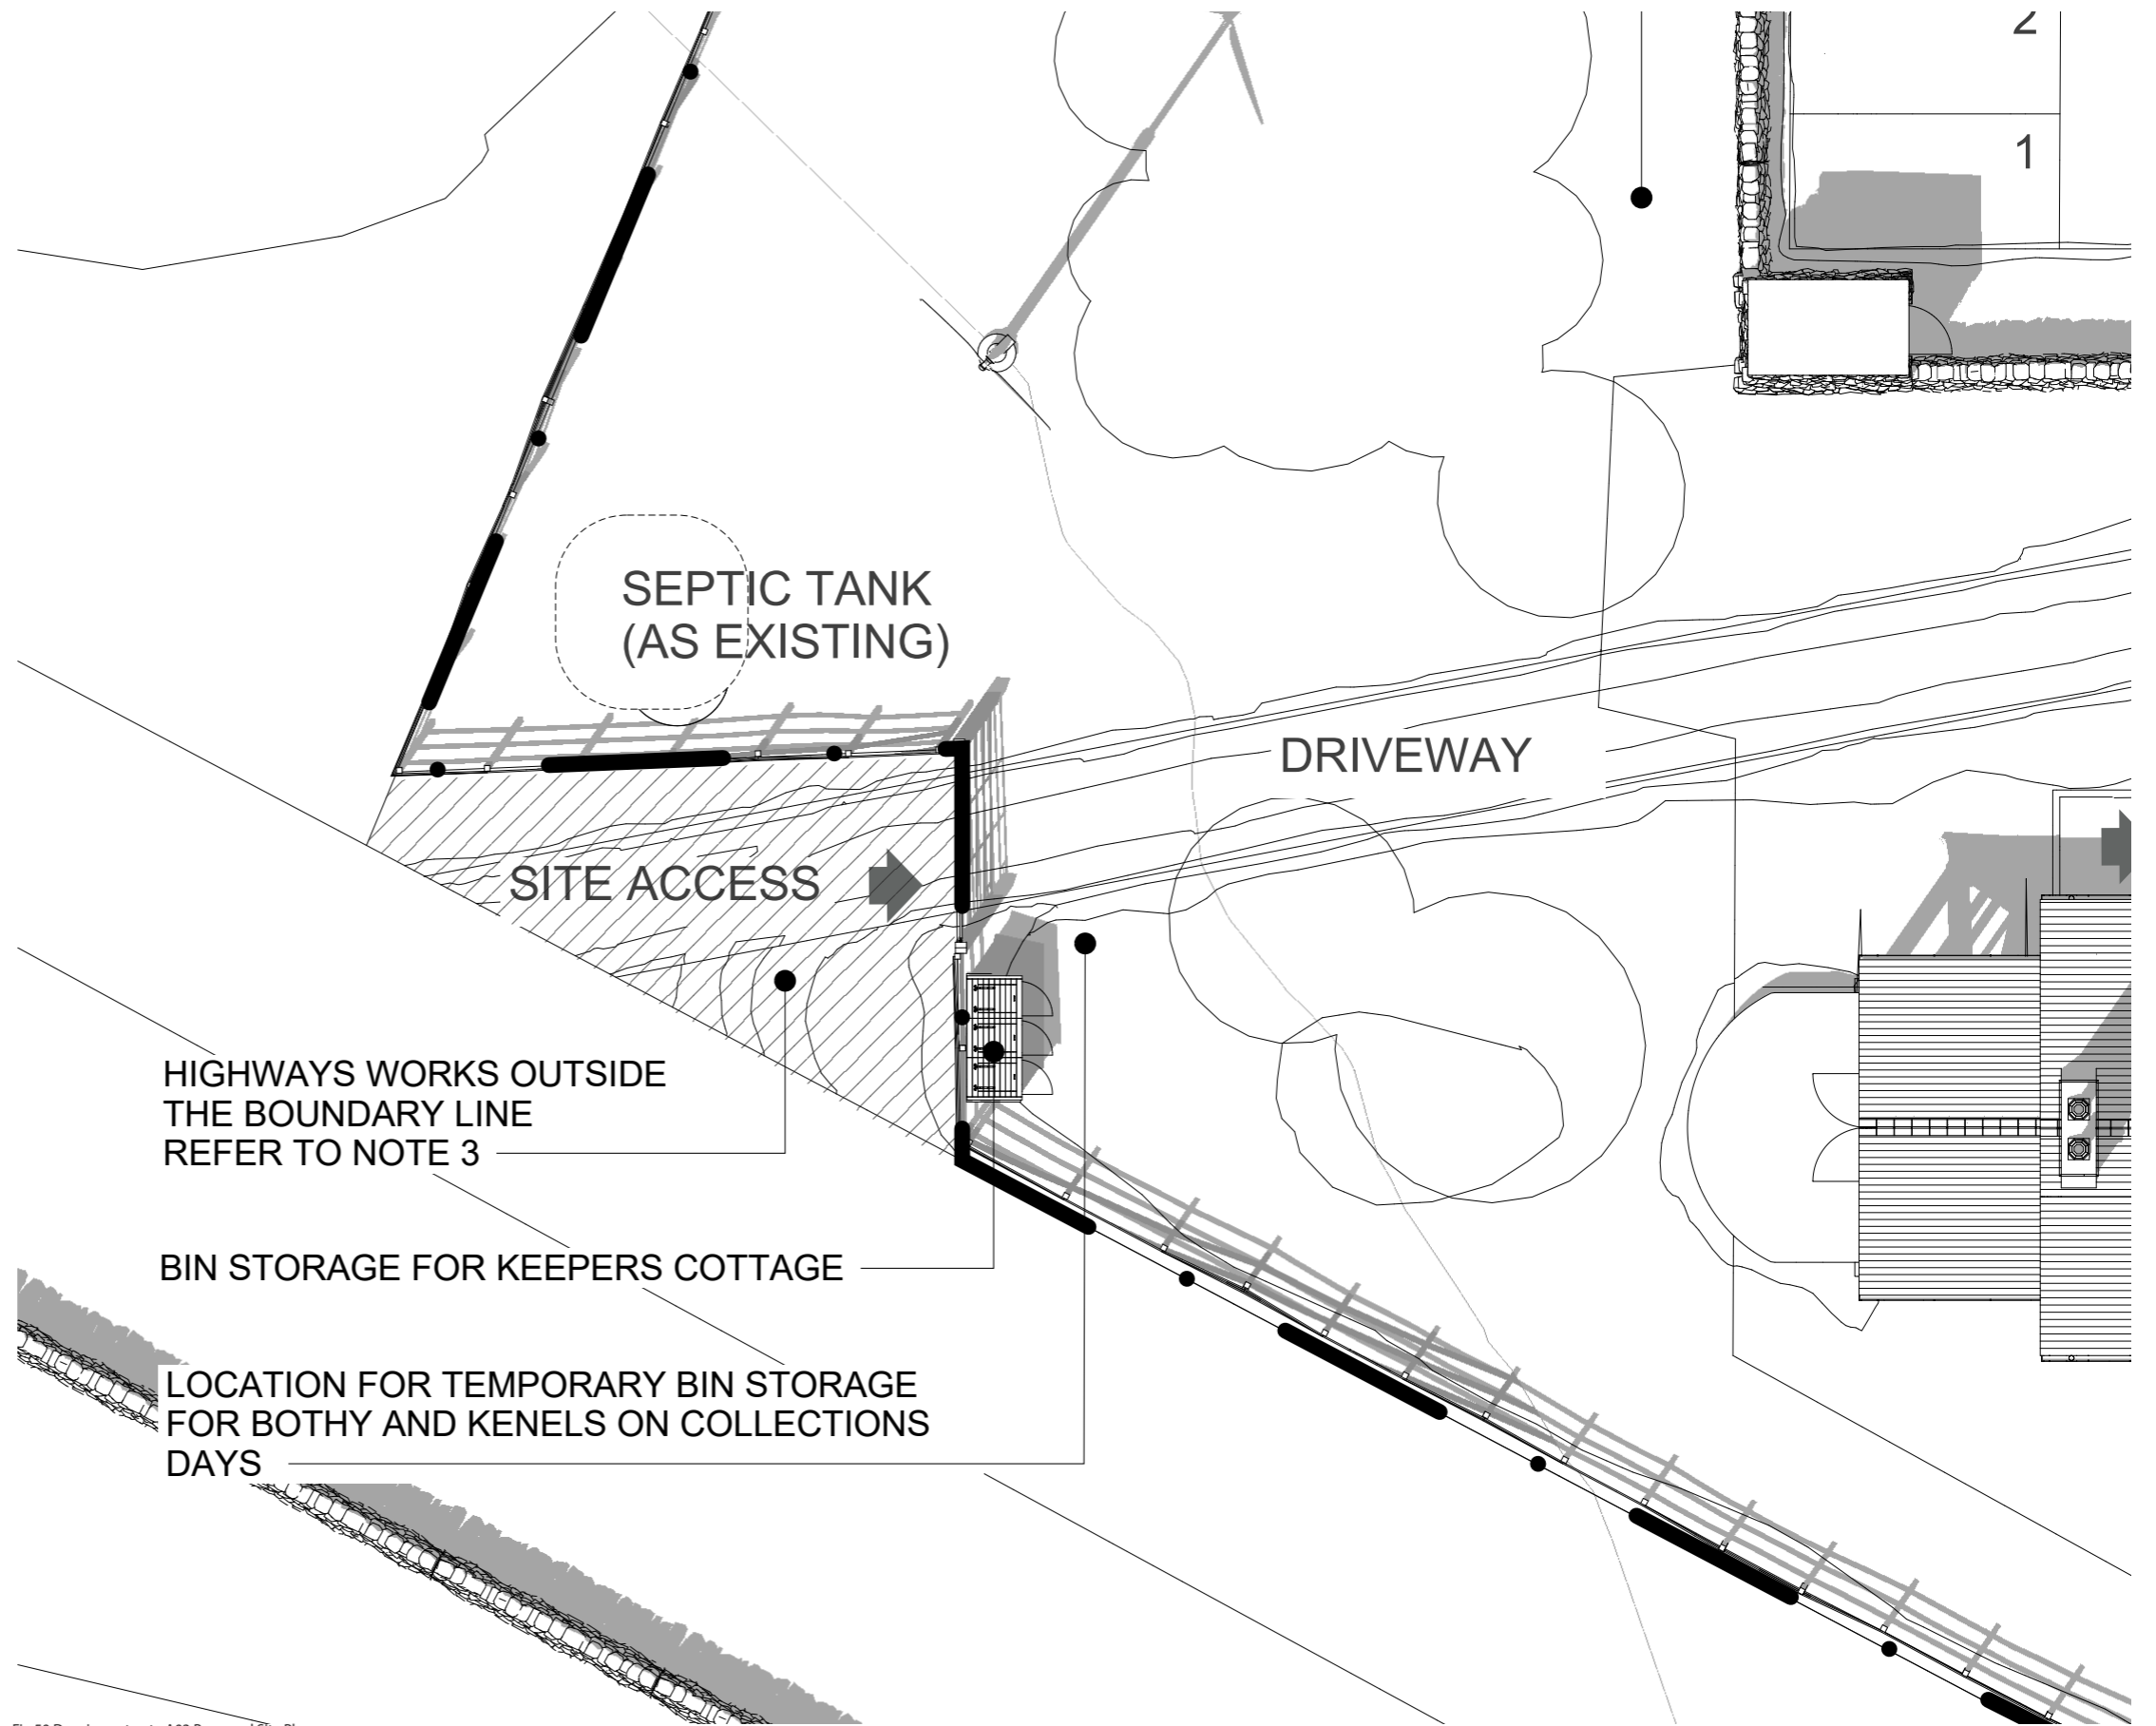 2
1
SEPTIC TANK
(AS EXISTING)
DRIVEWAY
SITE ACCESS
HIGHWAYS WORKS OUTSIDE
THE BOUNDARY LINE
REFER TO NOTE 3
BIN STORAGE FOR KEEPERS COTTAGE
LOCATION FOR TEMPORARY BIN STORAGE
FOR BOTHY AND KENELS ON COLLECTIONS
DAYS